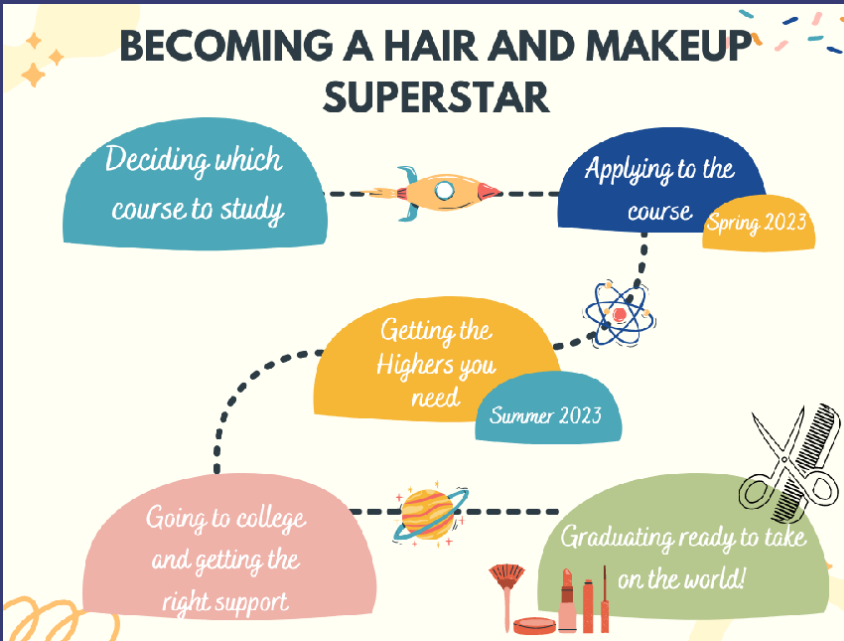 BECOMING A HAIR AND MAKEUP
SUPERSTAR
Deciding which
course to study
Applying to the
course
Spring 2023
Getting the
Highers you
need
Summer 2023
Going to college
and getting the
right support
Graduating ready to take
on the world!